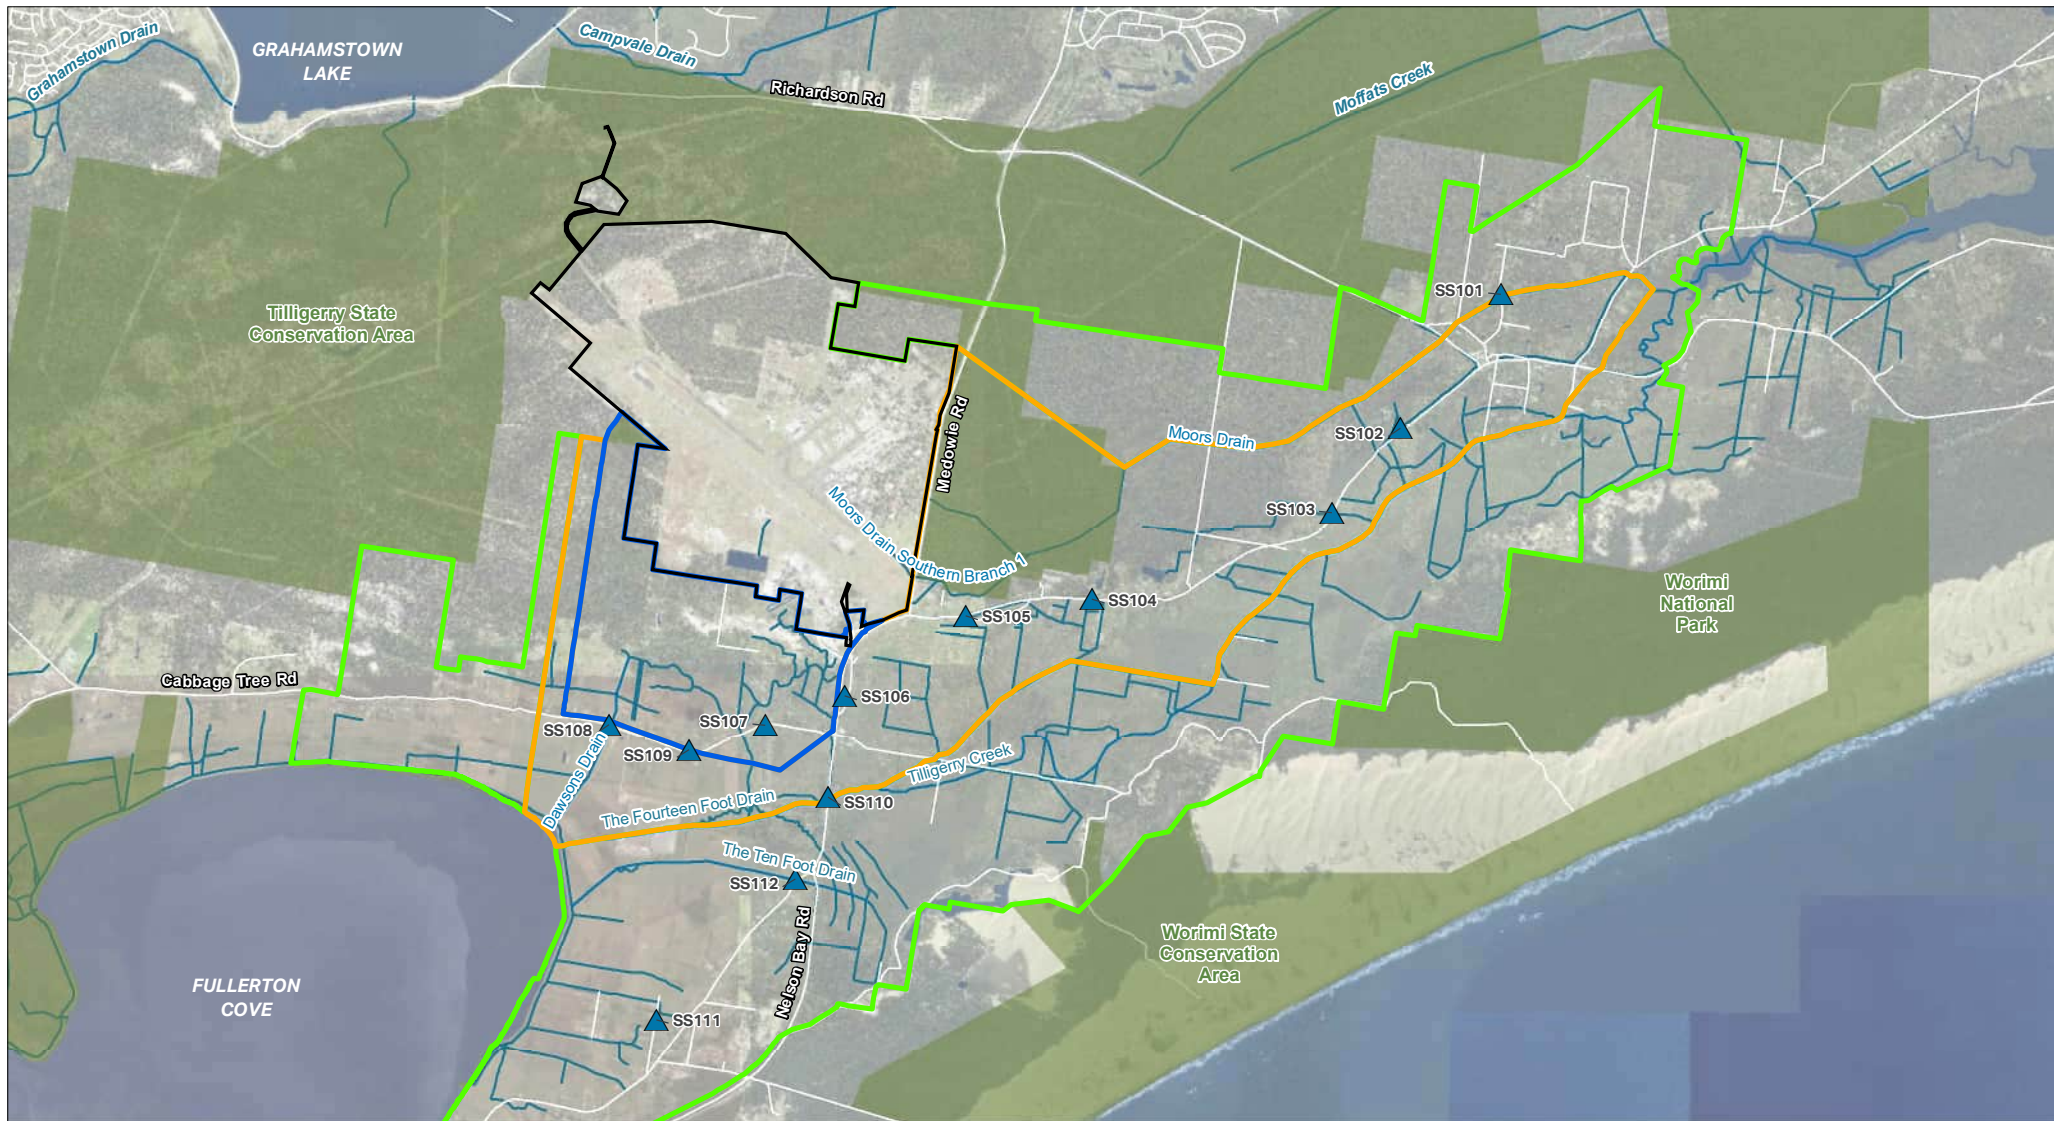 Grahamstown Drain
GRAHAMSTOWN
LAKE
Campvale Drain
Richardson Rd
Moffats Creek
Tilligerry State
Conservation Area
SS101
Medowie Rd
Moors Drain
SS102
SS103
Moors Drain Southern Branch 1
SS104
SS105
Worimi
National
Park
Cabbage Tree Rd
SS106
SS107
SS108
SS109
Dawsons Drain
Tilligerry Creek
The Fourteen Foot Drain
SS110
The Ten Foot Drain
SS112
Nelson Bay Rd
Worimi State
Conservation
Area
FULLERTON
COVE
SS111